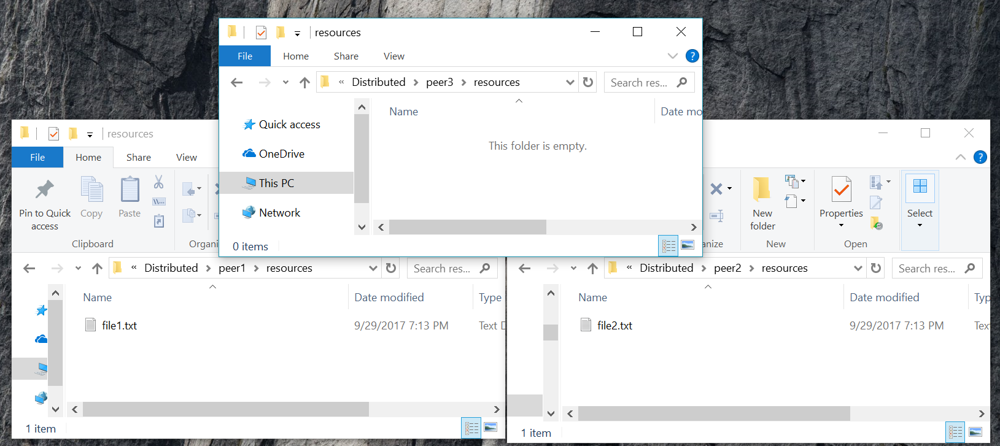 resources
File Home Share View
« Distributed > peer3 > resources
Search res...
Name Date mo
Quick access
This folder is empty.
OneDrive
This PC
Network
0 items
resources
File Home Share View
Pin to Quick access
Copy
Paste
Clipboard
Organi
« Distributed > peer1 > resources
Search res...
Name Date modified Type
file1.txt 9/29/2017 7:13 PM Text D
1 item
New folder
Properties
Select
nize
New
Open
« Distributed > peer2 > resources
Search res...
Name Date modified Typ
file2.txt 9/29/2017 7:13 PM Tex
1 item